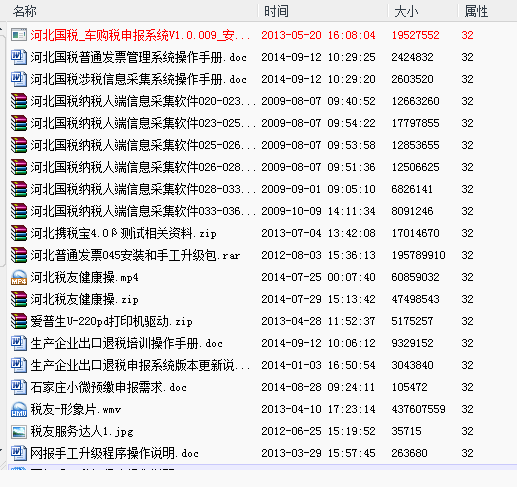 名称 时间 大小 属性
河北国税_车购税申报系统V1.0.009_安... 2013-05-20 16:08:04 19527552 32
河北国税普通发票管理系统操作手册.doc 2014-09-12 10:29:25 2424832 32
河北国税涉税信息采集系统操作手册.doc 2014-09-12 10:29:20 2603520 32
河北国税纳税人端信息采集软件020-023... 2009-08-07 09:40:52 12663260 32
河北国税纳税人端信息采集软件023-025... 2009-08-07 09:54:22 17797855 32
河北国税纳税人端信息采集软件025-026... 2009-08-07 09:53:58 12853655 32
河北国税纳税人端信息采集软件026-028... 2009-08-07 09:51:36 12506625 32
河北国税纳税人端信息采集软件028-033... 2009-09-01 09:05:10 6826141 32
河北国税纳税人端信息采集软件033-036... 2009-10-09 14:11:34 8091246 32
河北携税宝4.0β测试相关资料.zip 2013-07-04 13:42:08 17014670 32
河北普通发票045安装和手工升级包.rar 2012-08-03 15:36:13 195789910 32
河北税友健康操.mp4 2014-07-25 00:07:40 60859032 32
河北税友健康操.zip 2014-07-29 15:13:42 47498543 32
爱普生U-220pd打印机驱动.zip 2013-04-28 11:52:37 5175257 32
生产企业出口退税培训操作手册.doc 2014-09-12 10:06:12 9329152 32
生产企业出口退税申报系统版本更新说... 2014-01-03 16:50:54 3043840 32
石家庄小微预缴申报需求.doc 2014-08-28 09:24:11 105472 32
税友-形象片.wmv 2013-04-10 17:23:14 437607559 32
税友服务达人1.jpg 2012-06-25 15:19:52 35715 32
网报手工升级程序操作说明.doc 2013-03-29 15:57:45 263680 32